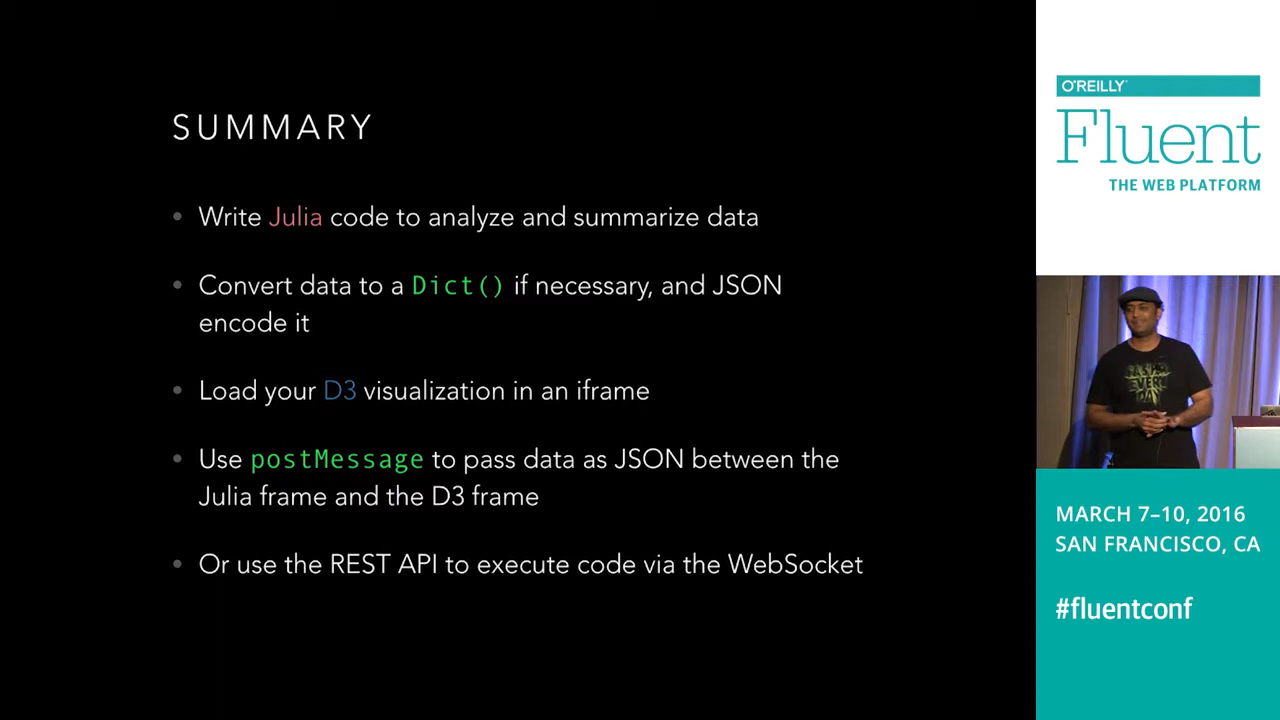 SUMMARY
• Write Julia code to analyze and summarize data
• Convert data to a Dict() if necessary, and JSON
encode it
• Load your D3 visualization in an iframe
• Use postMessage to pass data as JSON between the
Julia frame and the D3 frame
• Or use the REST API to execute code via the WebSocket
O'REILLY™
Fluent
THE WEB PLATFORM
MARCH 7–10, 2016
SAN FRANCISCO, CA
#fluentconf